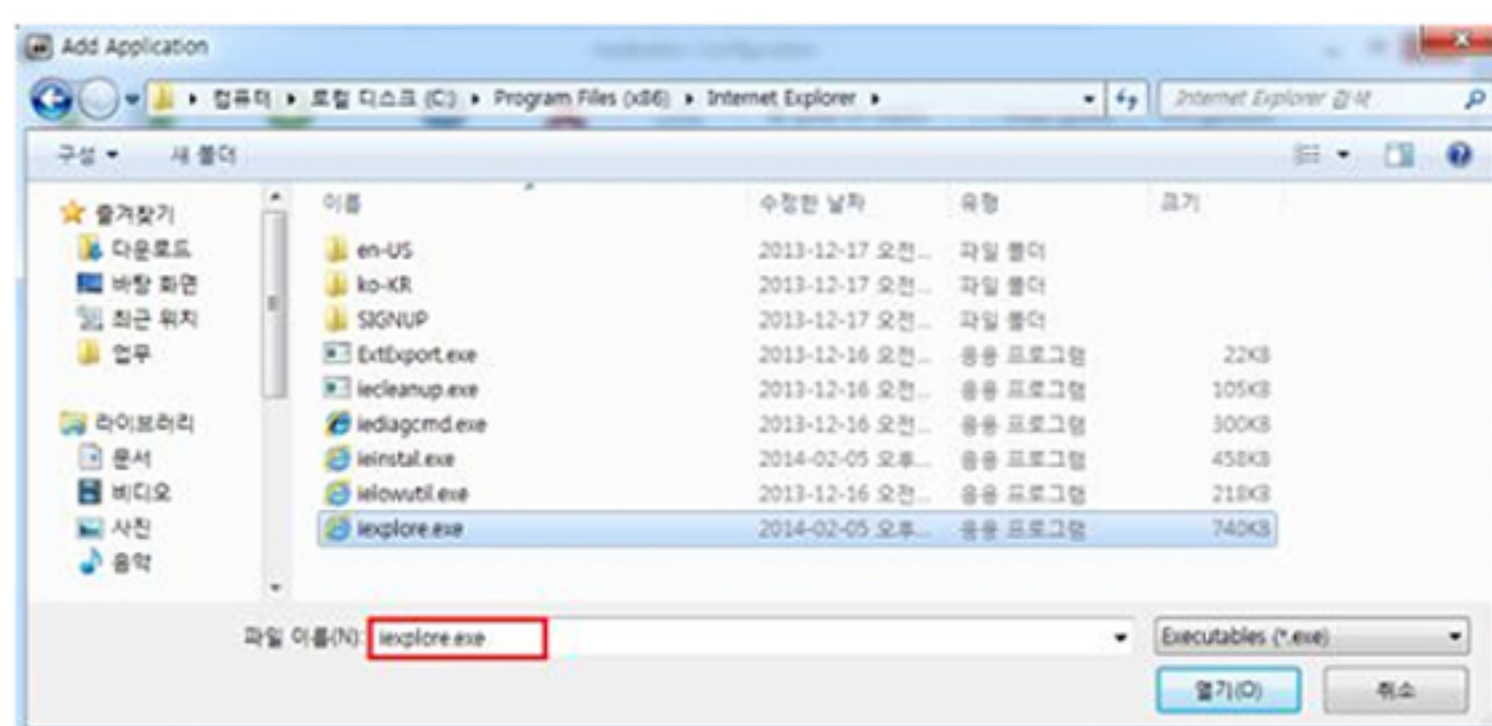 Add Application
컴퓨터 ▸ 로컬 디스크 (C:) ▸ Program Files (x86) ▸ Internet Explorer ▸
Internet Explorer 검색
구성 새 폴더
즐겨찾기
다운로드
바탕 화면
최근 위치
업무
라이브러리
문서
비디오
사진
음악
이름 수정한 날짜 유형 크기
en-US 2013-12-17 오전... 파일 폴더
ko-KR 2013-12-17 오전... 파일 폴더
SIGNUP 2013-12-17 오전... 파일 폴더
ExtExport.exe 2013-12-16 오전... 응용 프로그램 22KB
iecleanup.exe 2013-12-16 오전... 응용 프로그램 105KB
iediagcmd.exe 2013-12-16 오전... 응용 프로그램 300KB
ieinstal.exe 2014-02-05 오후... 응용 프로그램 458KB
ielowutil.exe 2013-12-16 오전... 응용 프로그램 218KB
iexplore.exe 2014-02-05 오후... 응용 프로그램 740KB
파일 이름(N): iexplore.exe
Executables (*.exe)
열기(O) 취소